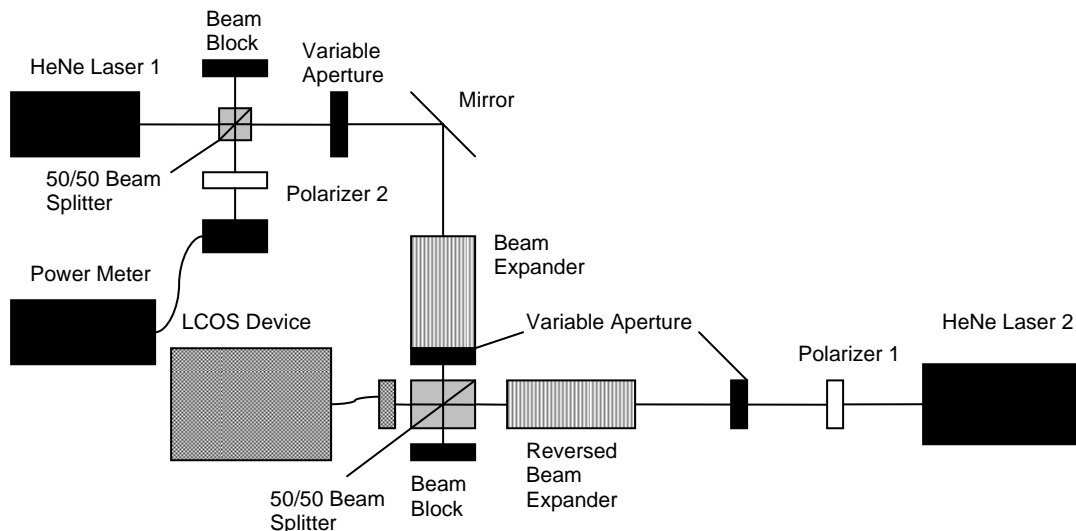 Beam
Block
HeNe Laser 1
Variable
Aperture
Mirror
50/50 Beam
Splitter
Polarizer 2
Beam
Expander
Power Meter
LCOS Device
Variable Aperture
HeNe Laser 2
Polarizer 1
Reversed
Beam
Expander
Beam
Block
50/50 Beam
Splitter